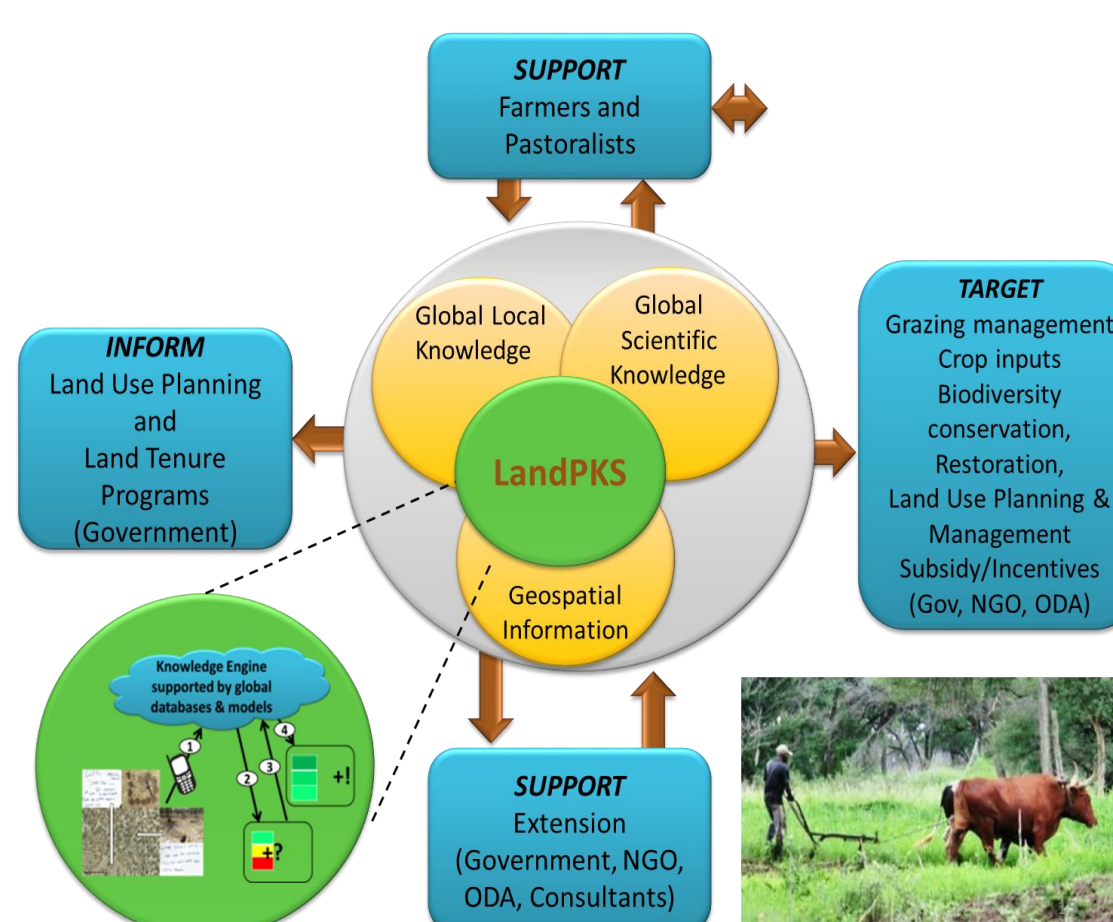 SUPPORT
Farmers and
Pastoralists
INFORM
Land Use Planning
and
Land Tenure
Programs
(Government)
Global Local
Knowledge
Global
Scientific
Knowledge
LandPKS
Geospatial
Information
TARGET
Grazing management
Crop inputs
Biodiversity
conservation,
Restoration,
Land Use Planning &
Management
Subsidy/Incentives
(Gov, NGO, ODA)
Knowledge Engine
supported by global
databases & models
1
2
3
4
+!
+?
SUPPORT
Extension
(Government, NGO,
ODA, Consultants)